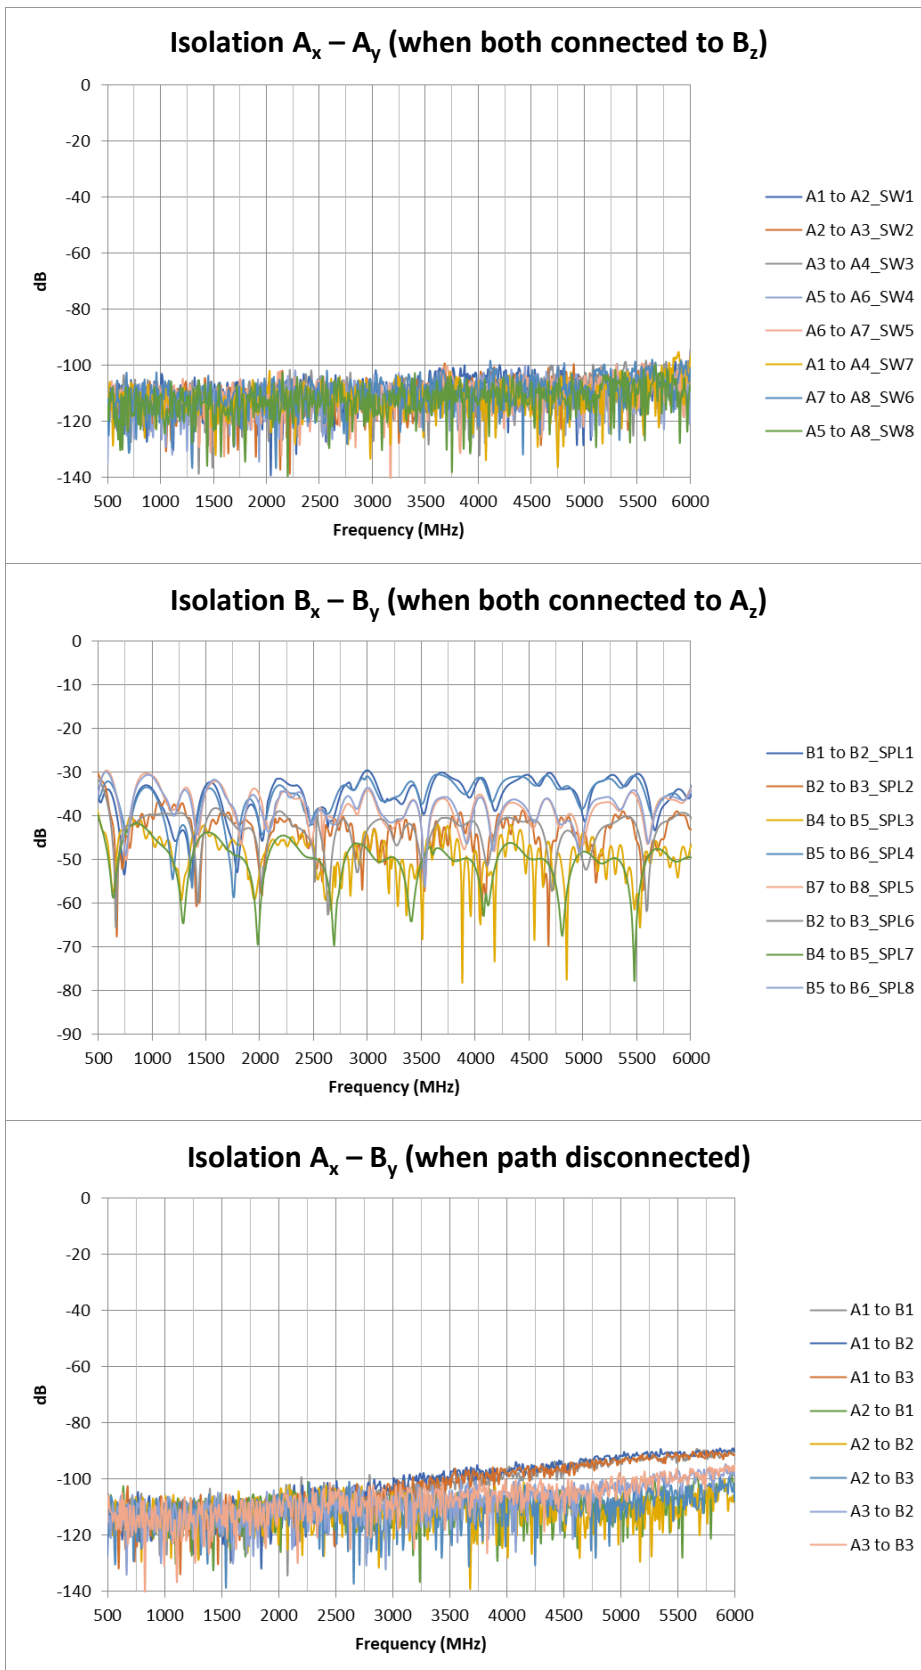 Isolation Ax – Ay (when both connected to Bz)
0
-20
-40
-60
-80
-100
-120
-140
dB
500 1000 1500 2000 2500 3000 3500 4000 4500 5000 5500 6000
Frequency (MHz)
A1 to A2_SW1
A2 to A3_SW2
A3 to A4_SW3
A5 to A6_SW4
A6 to A7_SW5
A1 to A4_SW7
A7 to A8_SW6
A5 to A8_SW8
Isolation Bx – By (when both connected to Az)
0
-10
-20
-30
-40
-50
-60
-70
-80
-90
dB
500 1000 1500 2000 2500 3000 3500 4000 4500 5000 5500 6000
Frequency (MHz)
B1 to B2_SPL1
B2 to B3_SPL2
B4 to B5_SPL3
B5 to B6_SPL4
B7 to B8_SPL5
B2 to B3_SPL6
B4 to B5_SPL7
B5 to B6_SPL8
Isolation Ax – By (when path disconnected)
0
-20
-40
-60
-80
-100
-120
-140
dB
500 1000 1500 2000 2500 3000 3500 4000 4500 5000 5500 6000
Frequency (MHz)
A1 to B1
A1 to B2
A1 to B3
A2 to B1
A2 to B2
A2 to B3
A3 to B2
A3 to B3